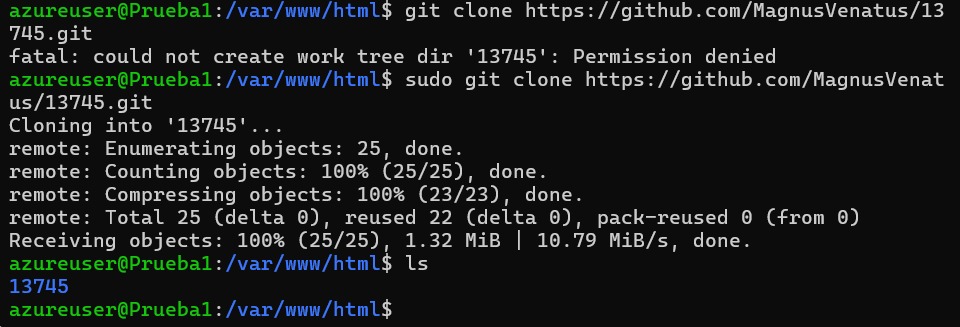 azureuser@Prueba1:/var/www/html$ git clone https://github.com/MagnusVenatus/13
745.git
fatal: could not create work tree dir '13745': Permission denied
azureuser@Prueba1:/var/www/html$ sudo git clone https://github.com/MagnusVenat
us/13745.git
Cloning into '13745'...
remote: Enumerating objects: 25, done.
remote: Counting objects: 100% (25/25), done.
remote: Compressing objects: 100% (23/23), done.
remote: Total 25 (delta 0), reused 22 (delta 0), pack-reused 0 (from 0)
Receiving objects: 100% (25/25), 1.32 MiB | 10.79 MiB/s, done.
azureuser@Prueba1:/var/www/html$ ls
13745
azureuser@Prueba1:/var/www/html$